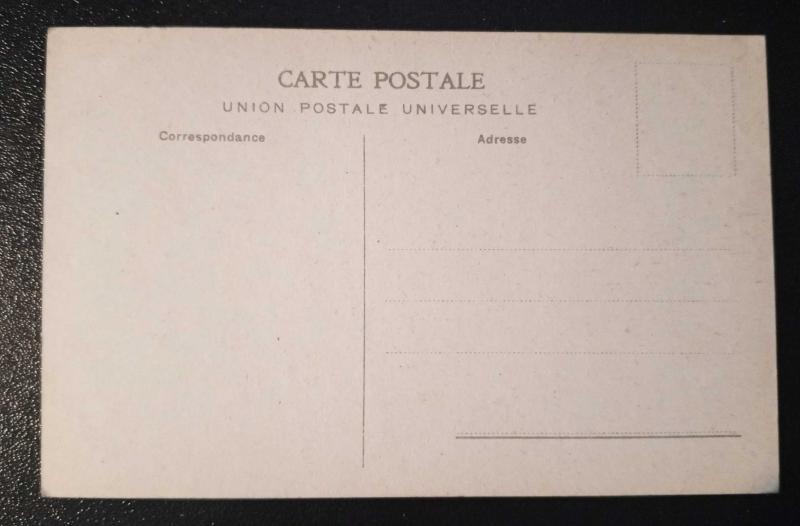 CARTE POSTALE
UNION POSTALE UNIVERSELLE
Correspondance
Adresse